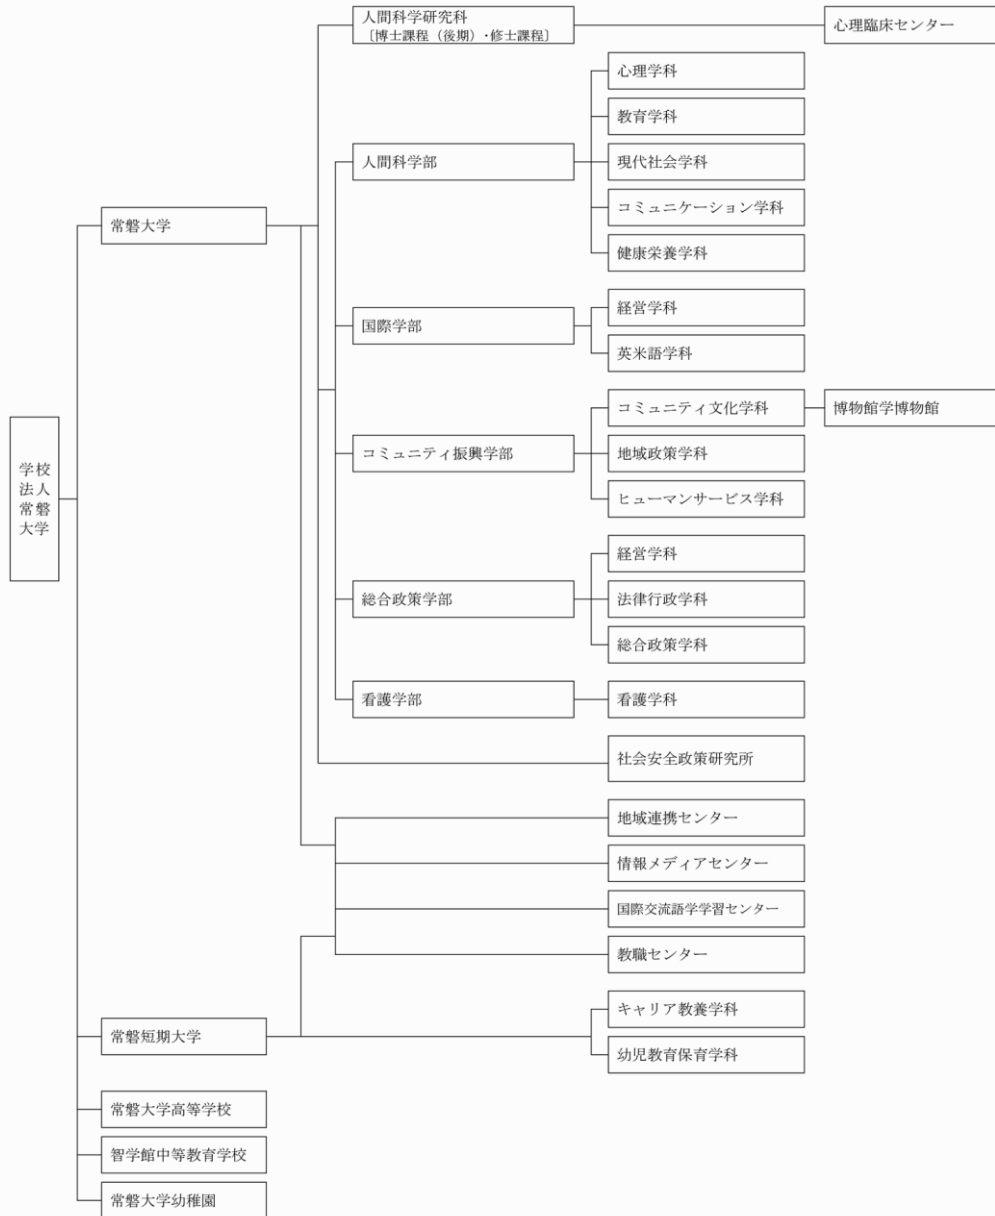 人間科学研究科
〔博士課程（後期）・修士課程〕
心理臨床センター
心理学科
教育学科
人間科学部
現代社会学科
コミュニケーション学科
常磐大学
健康栄養学科
経営学科
国際学部
英米語学科
コミュニティ文化学科
博物館学博物館
コミュニティ振興学部
地域政策学科
学校
法人
常磐
大学
ヒューマンサービス学科
経営学科
総合政策学部
法律行政学科
総合政策学科
看護学部
看護学科
社会安全政策研究所
地域連携センター
情報メディアセンター
国際交流語学学習センター
教職センター
キャリア教養学科
常磐短期大学
幼児教育保育学科
常磐大学高等学校
智学館中等教育学校
常磐大学幼稚園